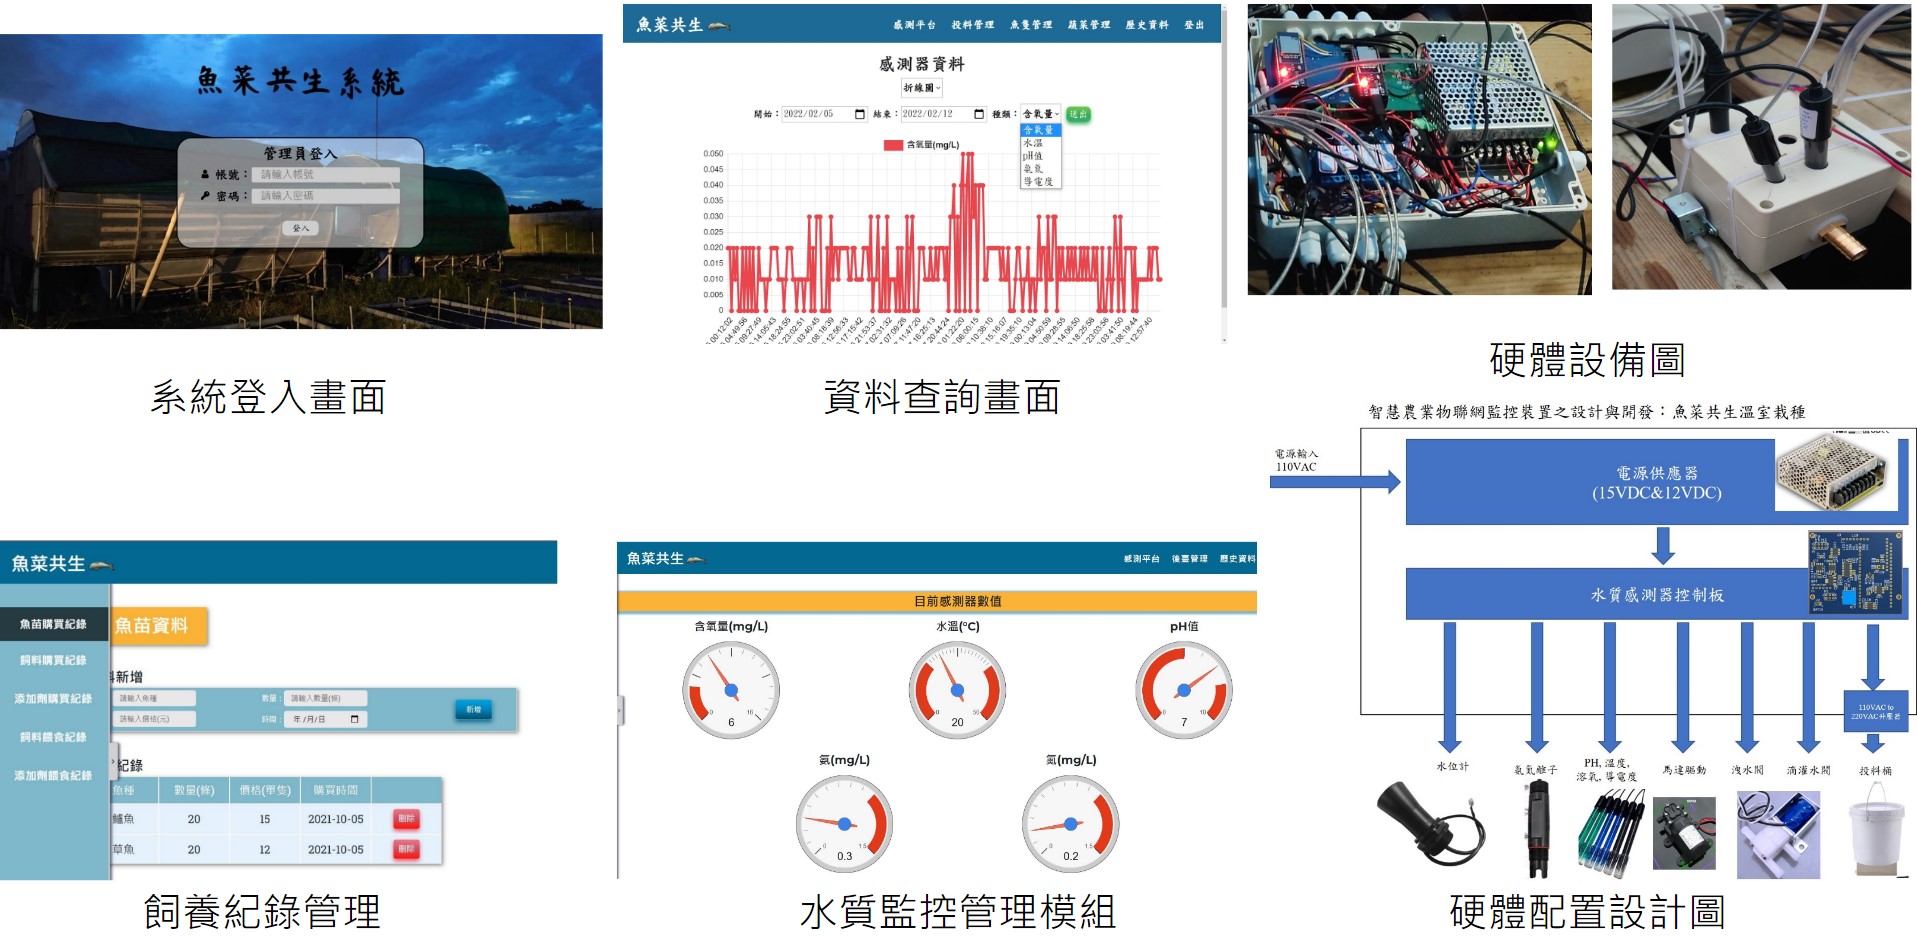 魚菜共生系統
管理員登入
帳號：
請輸入帳號
密碼：
請輸入密碼
登入
系統登入畫面
魚菜共生
感測平台 投料管理 魚隻管理 蔬菜管理 歷史資料 登出
感測器資料
折線圖
開始：2022/02/05 結束：2022/02/12 種類：含氧量 送出
含氧量
水溫
pH值
氨氮
導電度
含氧量(mg/L)
0.050
0.045
0.040
0.035
0.030
0.025
0.020
0.015
0.010
0.005
0
資料查詢畫面
硬體設備圖
魚菜共生
魚苗購買紀錄
飼料購買紀錄
添加劑購買紀錄
飼料餵食紀錄
添加劑餵食紀錄
魚苗資料
新增
請輸入魚種 數量： 請輸入數量(條)
請輸入價格(元) 時間： 年/月/日
新增
紀錄
魚種 數量(條) 價格(單隻) 購買時間
鱸魚 20 15 2021-10-05 刪除
草魚 20 12 2021-10-05 刪除
飼養紀錄管理
魚菜共生
感測平台 後臺管理 歷史資料
目前感測器數值
含氧量(mg/L)
0 16
6
水溫(°C)
0 50
20
pH值
0 10
7
氨(mg/L)
0 1.5
0.3
氮(mg/L)
0 1.5
0.2
水質監控管理模組
智慧農業物聯網監控裝置之設計與開發：魚菜共生溫室栽種
電源輸入
110VAC
電源供應器
(15VDC&12VDC)
水質感測器控制板
110VAC to
220VAC升壓器
水位計
氨氮離子
PH, 溫度,
溶氧, 導電度
馬達驅動
洩水閥
滴灌水閥
投料桶
硬體配置設計圖